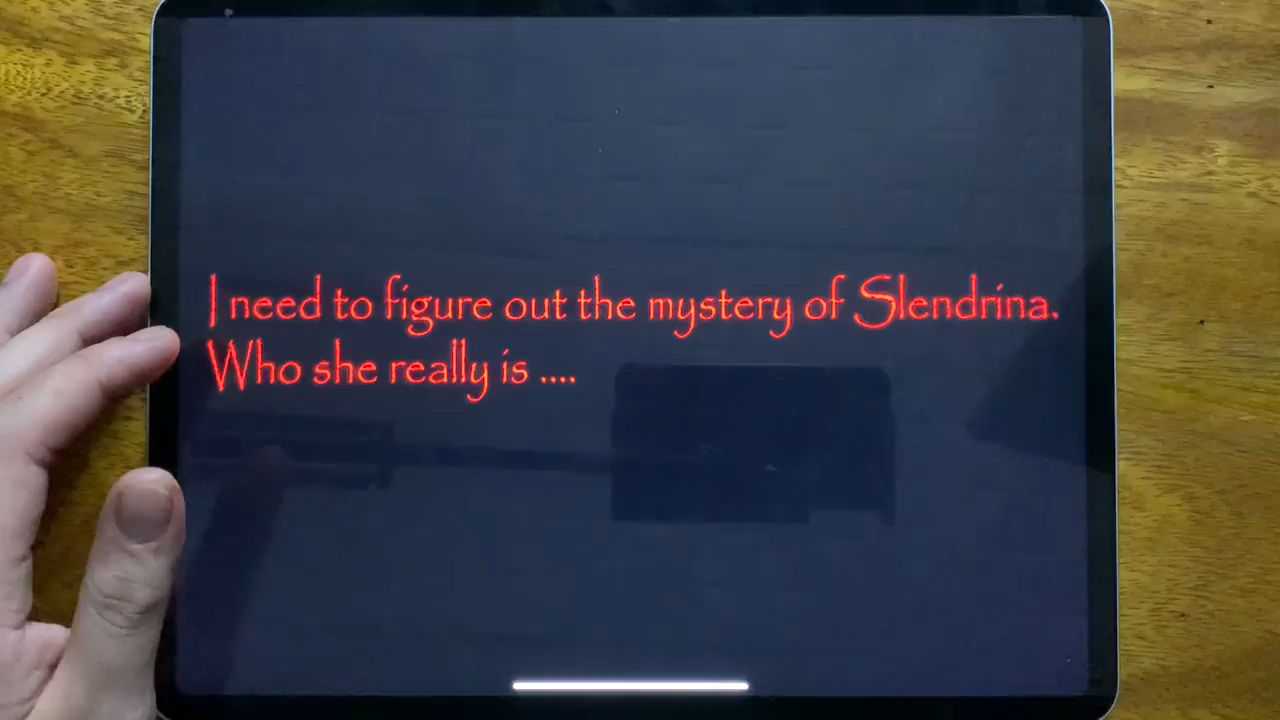 I need to figure out the mystery of Slendrina.
Who she really is ....